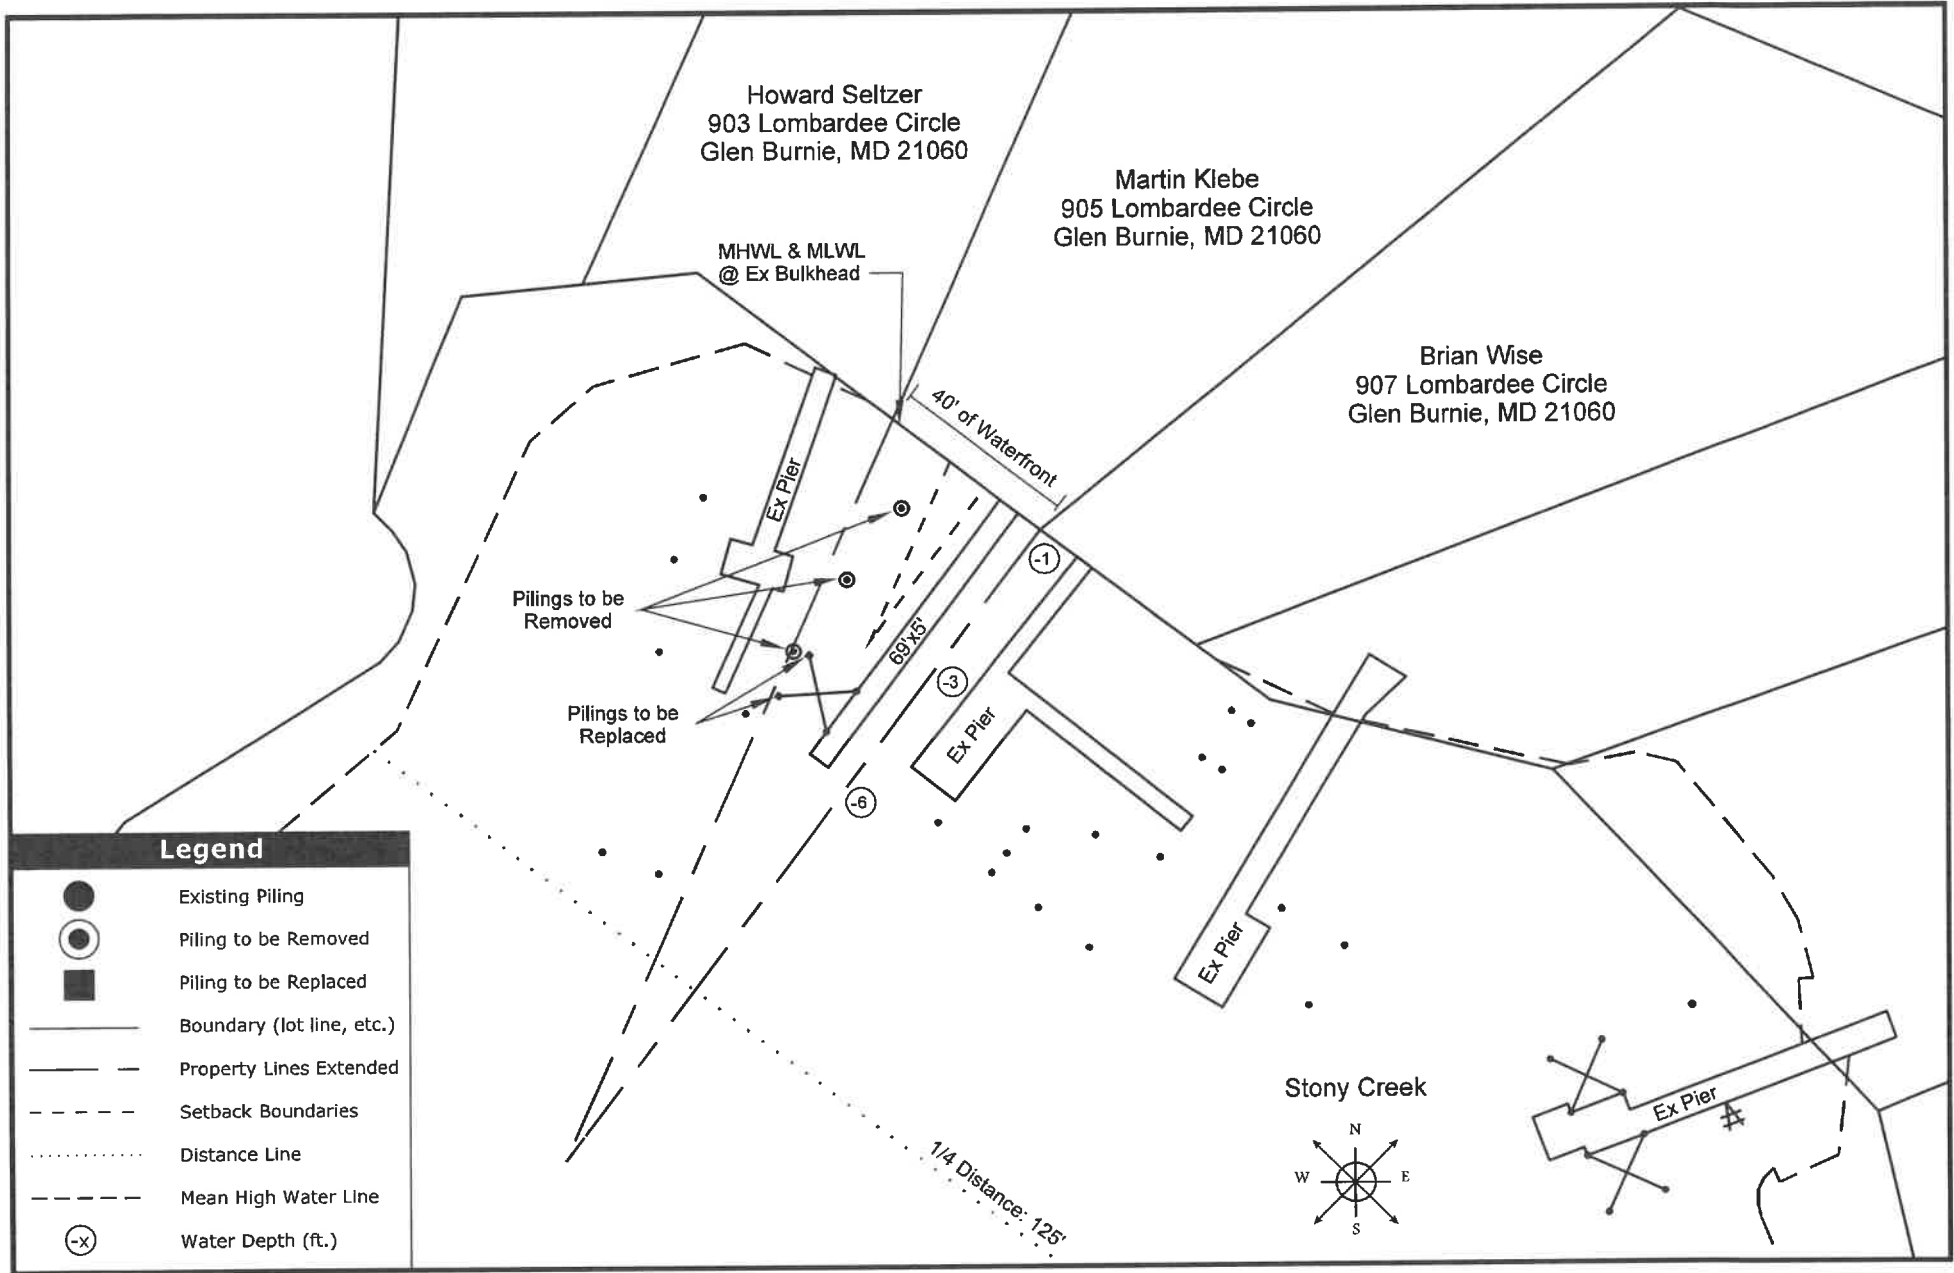 Howard Seltzer
903 Lombardee Circle
Glen Burnie, MD 21060
Martin Klebe
905 Lombardee Circle
Glen Burnie, MD 21060
MHWL & MLWL
@ Ex Bulkhead
Brian Wise
907 Lombardee Circle
Glen Burnie, MD 21060
40' of Waterfront
Ex Pier
-1
Pilings to be
Removed
69'x5'
-3
Pilings to be
Replaced
Ex Pier
-6
Ex Pier
Ex Pier
1/4 Distance: 125'
Stony Creek
N
W
E
S
Legend
Existing Piling
Piling to be Removed
Piling to be Replaced
Boundary (lot line, etc.)
Property Lines Extended
Setback Boundaries
Distance Line
Mean High Water Line
-x
Water Depth (ft.)